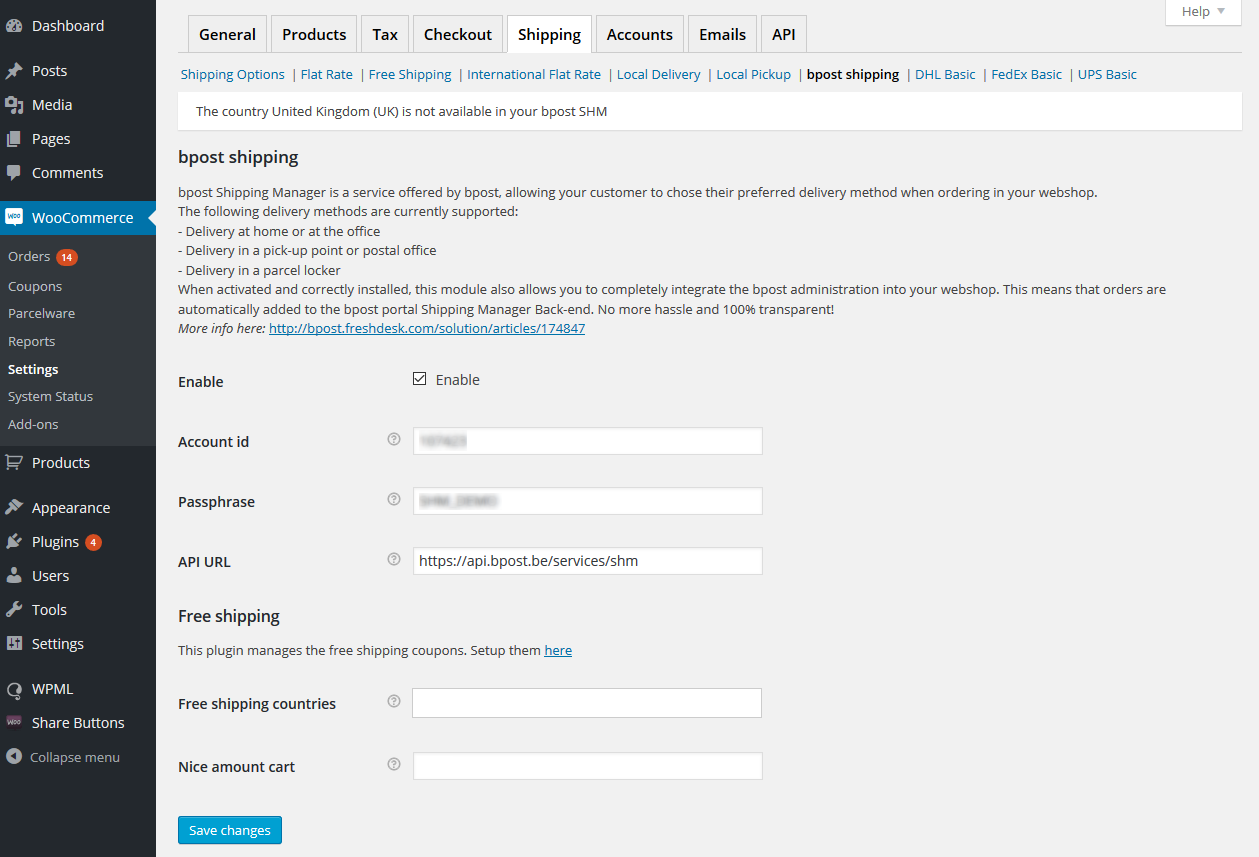 Dashboard
Posts
Media
Pages
Comments
WooCommerce
Orders 14
Coupons
Parcelware
Reports
Settings
System Status
Add-ons
Products
Appearance
Plugins 4
Users
Tools
Settings
WPML
Share Buttons
Collapse menu
Help
General Products Tax Checkout Shipping Accounts Emails API
Shipping Options | Flat Rate | Free Shipping | International Flat Rate | Local Delivery | Local Pickup | bpost shipping | DHL Basic | FedEx Basic | UPS Basic
The country United Kingdom (UK) is not available in your bpost SHM
bpost shipping
bpost Shipping Manager is a service offered by bpost, allowing your customer to chose their preferred delivery method when ordering in your webshop.
The following delivery methods are currently supported:
- Delivery at home or at the office
- Delivery in a pick-up point or postal office
- Delivery in a parcel locker
When activated and correctly installed, this module also allows you to completely integrate the bpost administration into your webshop. This means that orders are
automatically added to the bpost portal Shipping Manager Back-end. No more hassle and 100% transparent!
More info here: http://bpost.freshdesk.com/solution/articles/174847
Enable Enable
Account id ?
Passphrase ?
API URL ? https://api.bpost.be/services/shm
Free shipping
This plugin manages the free shipping coupons. Setup them here
Free shipping countries ?
Nice amount cart ?
Save changes